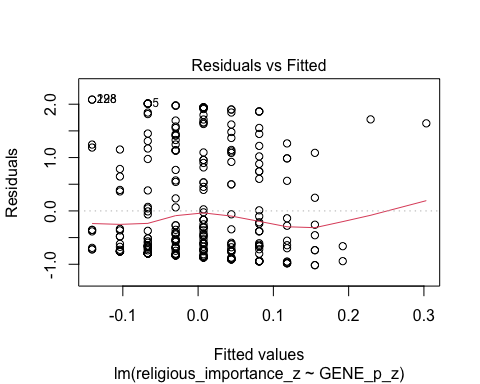 Residuals vs Fitted
Residuals
2.0
1.0
0.0
-1.0
5
-0.1
0.0
0.1
0.2
0.3
Fitted values
lm(religious_importance_z ~ GENE_p_z)